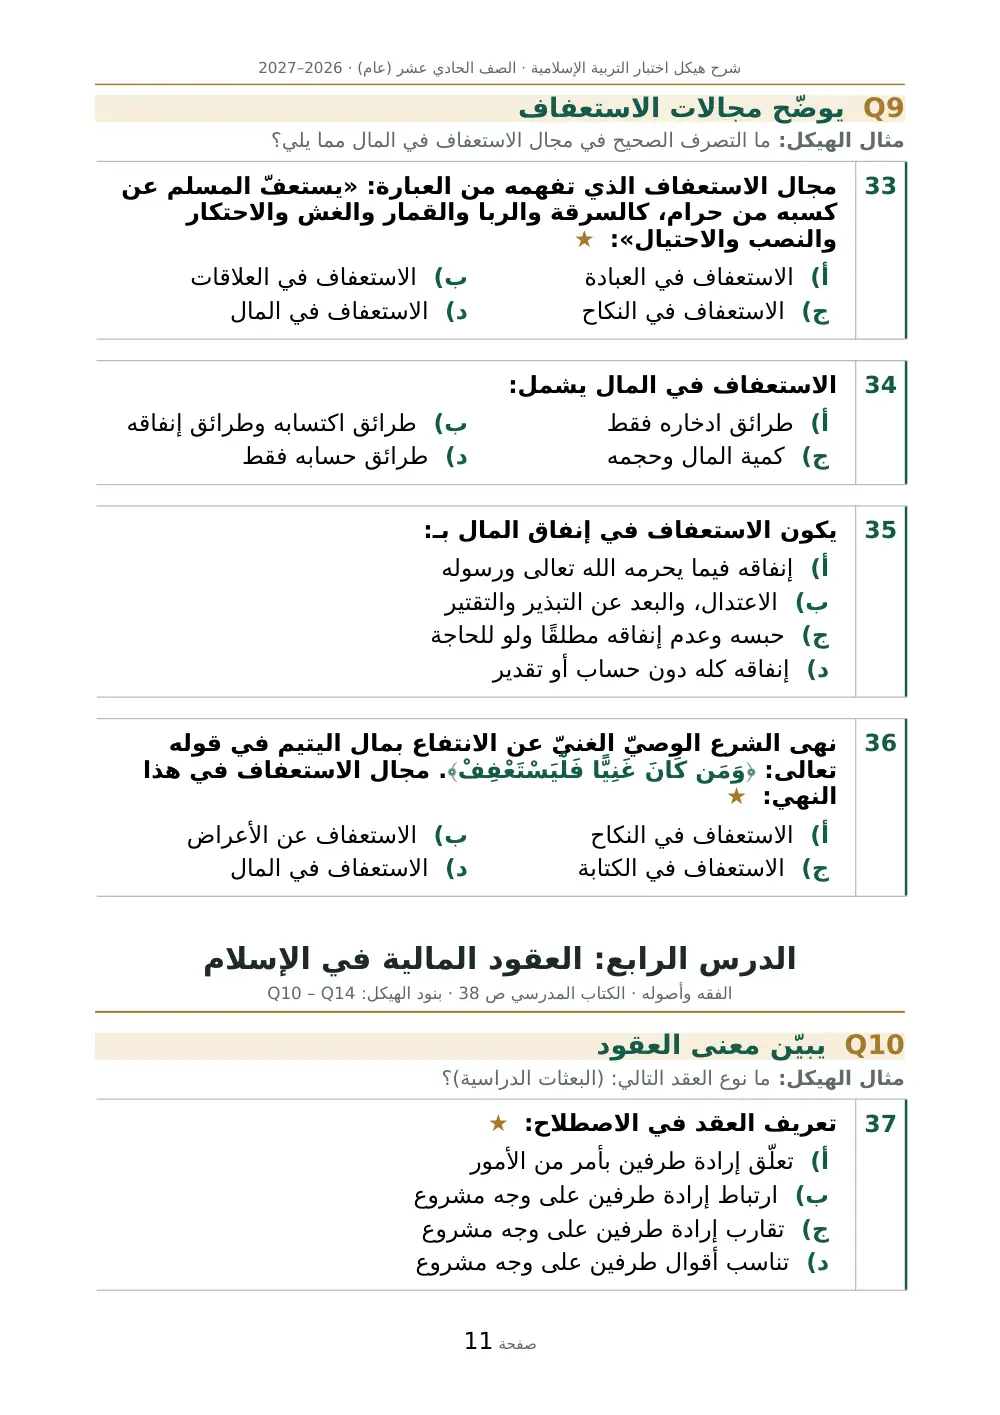 شرح هيكل اختبار التربية الإسلامية · الصف الحادي عشر (عام) · 2026–2027
Q9 يوضّح مجالات الاستعفاف
مثال الهيكل: ما التصرف الصحيح في مجال الاستعفاف في المال مما يلي؟
33 مجال الاستعفاف الذي تفهمه من العبارة: «يستعفّ المسلم عن
كسبه من حرام، كالسرقة والربا والقمار والغش والاحتكار
والنصب والاحتيال»: ★
أ) الاستعفاف في العبادة ب) الاستعفاف في العلاقات
ج) الاستعفاف في النكاح د) الاستعفاف في المال
34 الاستعفاف في المال يشمل:
أ) طرائق ادخاره فقط ب) طرائق اكتسابه وطرائق إنفاقه
ج) كمية المال وحجمه د) طرائق حسابه فقط
35 يكون الاستعفاف في إنفاق المال بـ:
أ) إنفاقه فيما يحرمه الله تعالى ورسوله
ب) الاعتدال، والبعد عن التبذير والتقتير
ج) حبسه وعدم إنفاقه مطلقًا ولو للحاجة
د) إنفاقه كله دون حساب أو تقدير
36 نهى الشرع الوصيّ الغنيّ عن الانتفاع بمال اليتيم في قوله
تعالى: ﴿وَمَن كَانَ غَنِيًّا فَلْيَسْتَعْفِفْ﴾. مجال الاستعفاف في هذا
النهي: ★
أ) الاستعفاف في النكاح ب) الاستعفاف عن الأعراض
ج) الاستعفاف في الكتابة د) الاستعفاف في المال
الدرس الرابع: العقود المالية في الإسلام
الفقه وأصوله · الكتاب المدرسي ص 38 · بنود الهيكل: Q10 – Q14
Q10 يبيّن معنى العقود
مثال الهيكل: ما نوع العقد التالي: (البعثات الدراسية)؟
37 تعريف العقد في الاصطلاح: ★
أ) تعلّق إرادة طرفين بأمر من الأمور
ب) ارتباط إرادة طرفين على وجه مشروع
ج) تقارب إرادة طرفين على وجه مشروع
د) تناسب أقوال طرفين على وجه مشروع
صفحة 11